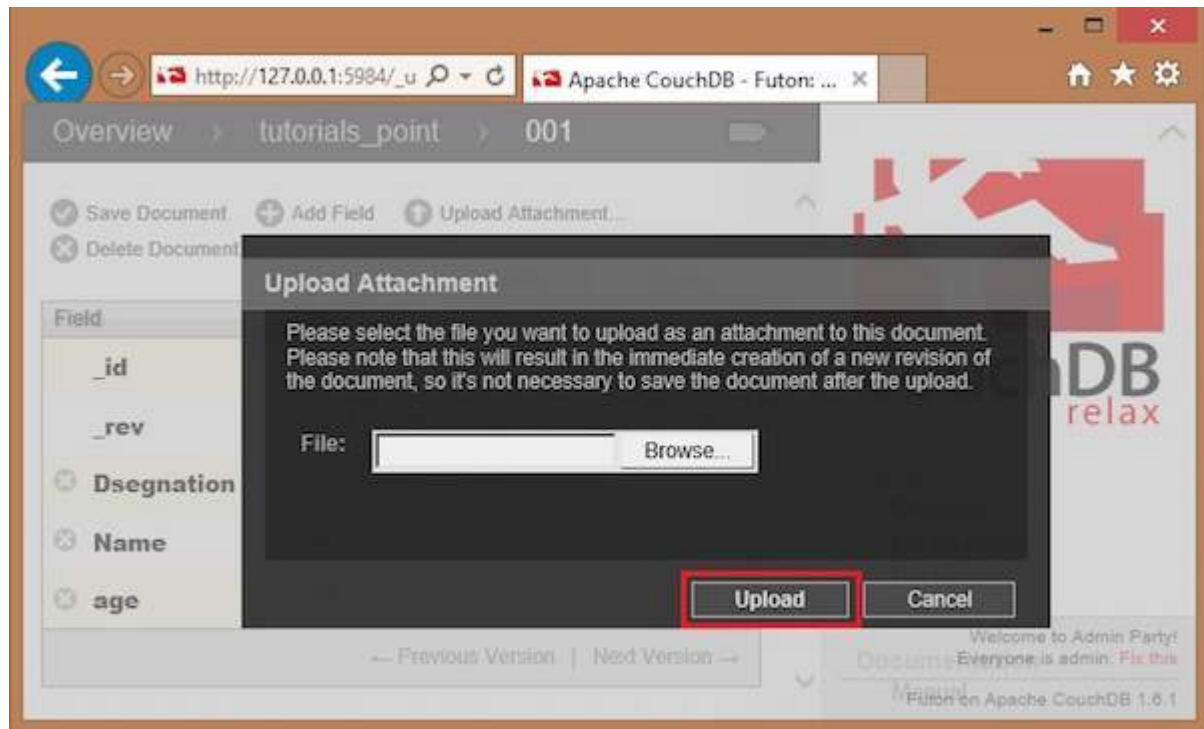 http://127.0.0.1:5984/_u
Apache CouchDB - Futon: ...
Overview tutorials_point 001
Save Document Add Field Upload Attachment...
Delete Document
Upload Attachment
Please select the file you want to upload as an attachment to this document.
Please note that this will result in the immediate creation of a new revision of
the document, so it's not necessary to save the document after the upload.
File: Browse...
Upload Cancel
Field
_id
_rev
Dsegnation
Name
age
← Previous Version | Next Version →
DB
relax
Welcome to Admin Party!
Everyone is admin. Fix this
Futon on Apache CouchDB 1.6.1